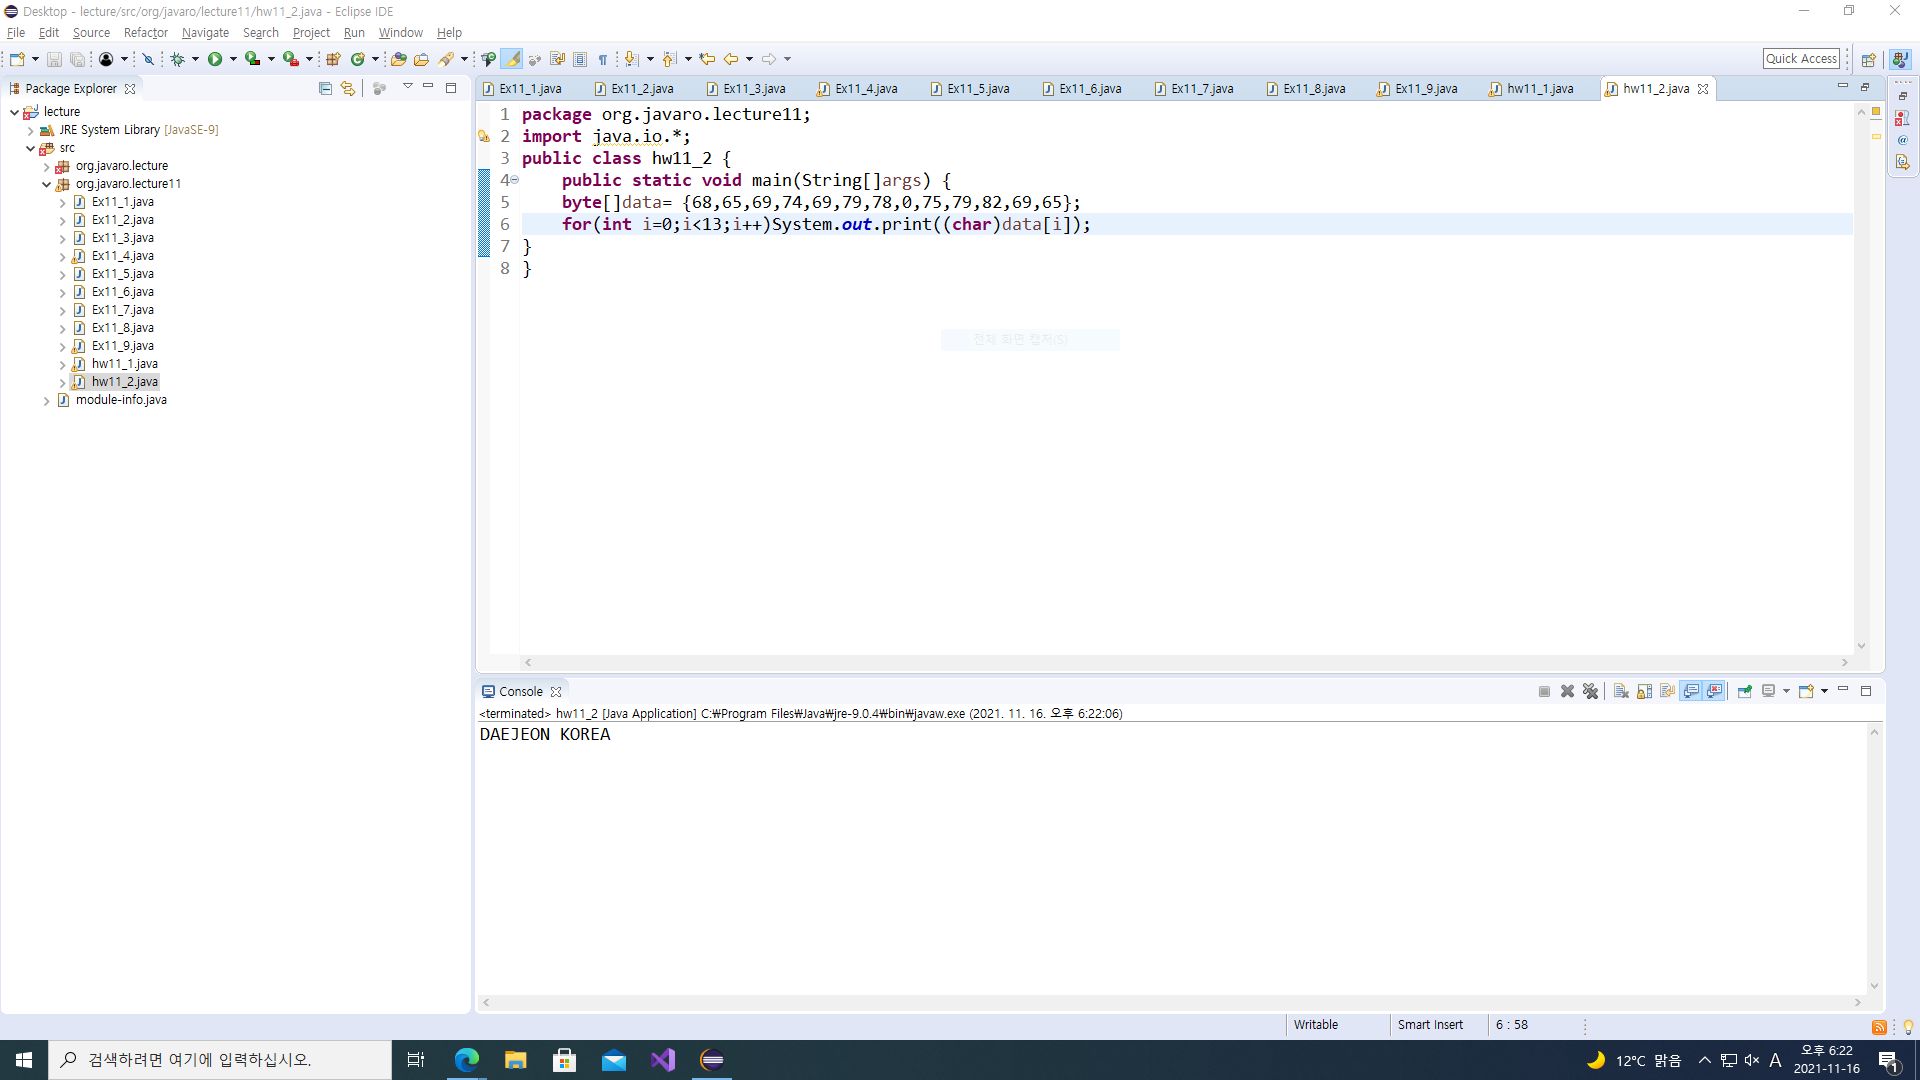 Desktop - lecture/src/org/javaro/lecture11/hw11_2.java - Eclipse IDE
File Edit Source Refactor Navigate Search Project Run Window Help
Quick Access
Package Explorer
Ex11_1.java Ex11_2.java Ex11_3.java Ex11_4.java Ex11_5.java Ex11_6.java Ex11_7.java Ex11_8.java Ex11_9.java hw11_1.java hw11_2.java
lecture
JRE System Library [JavaSE-9]
src
org.javaro.lecture
org.javaro.lecture11
Ex11_1.java
Ex11_2.java
Ex11_3.java
Ex11_4.java
Ex11_5.java
Ex11_6.java
Ex11_7.java
Ex11_8.java
Ex11_9.java
hw11_1.java
hw11_2.java
module-info.java
1 package org.javaro.lecture11;
2 import java.io.*;
3 public class hw11_2 {
4 public static void main(String[]args) {
5 byte[]data= {68,65,69,74,69,79,78,0,75,79,82,69,65};
6 for(int i=0;i<13;i++)System.out.print((char)data[i]);
7 }
8 }
전체 화면 캡처(S)
Console
<terminated> hw11_2 [Java Application] C:₩Program Files₩Java₩jre-9.0.4₩bin₩javaw.exe (2021. 11. 16. 오후 6:22:06)
DAEJEON KOREA
Writable Smart Insert 6 : 58
검색하려면 여기에 입력하십시오.
12°C 맑음 A
오후 6:22
2021-11-16
1